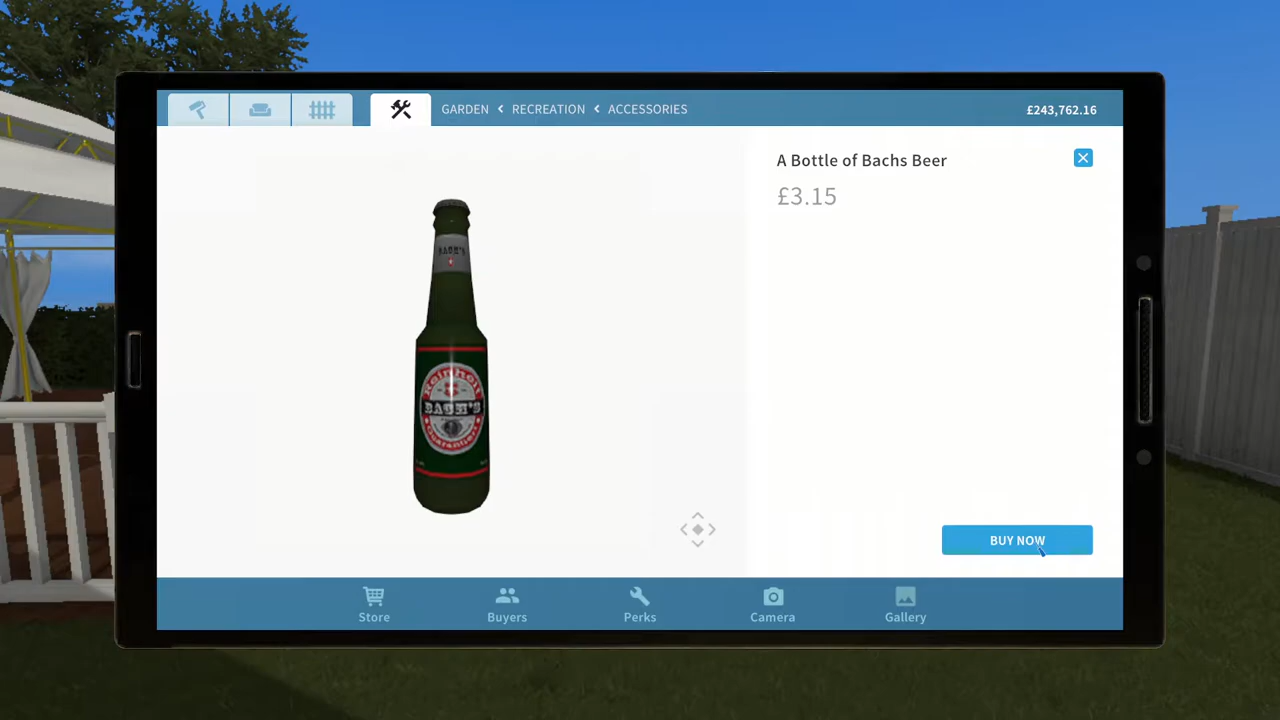 GARDEN < RECREATION < ACCESSORIES
£243,762.16
A Bottle of Bachs Beer
£3.15
BACH'S
BACH'S
BUY NOW
Store
Buyers
Perks
Camera
Gallery